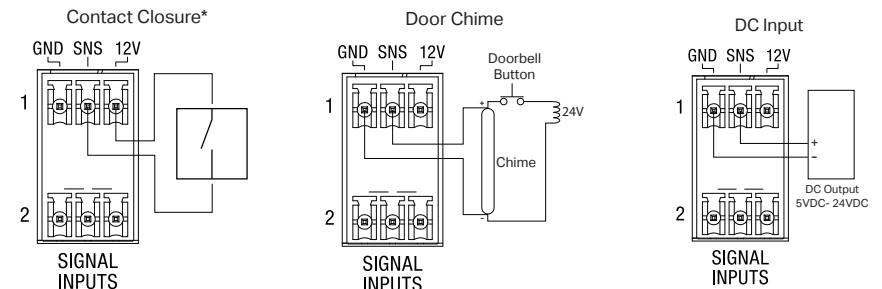 Contact Closure*
GND SNS 12V
1
2
SIGNAL
INPUTS
Door Chime
GND SNS 12V
Doorbell
Button
1
+
24V
Chime
-
2
SIGNAL
INPUTS
DC Input
GND SNS 12V
1
+
-
DC Output
5VDC- 24VDC
2
SIGNAL
INPUTS